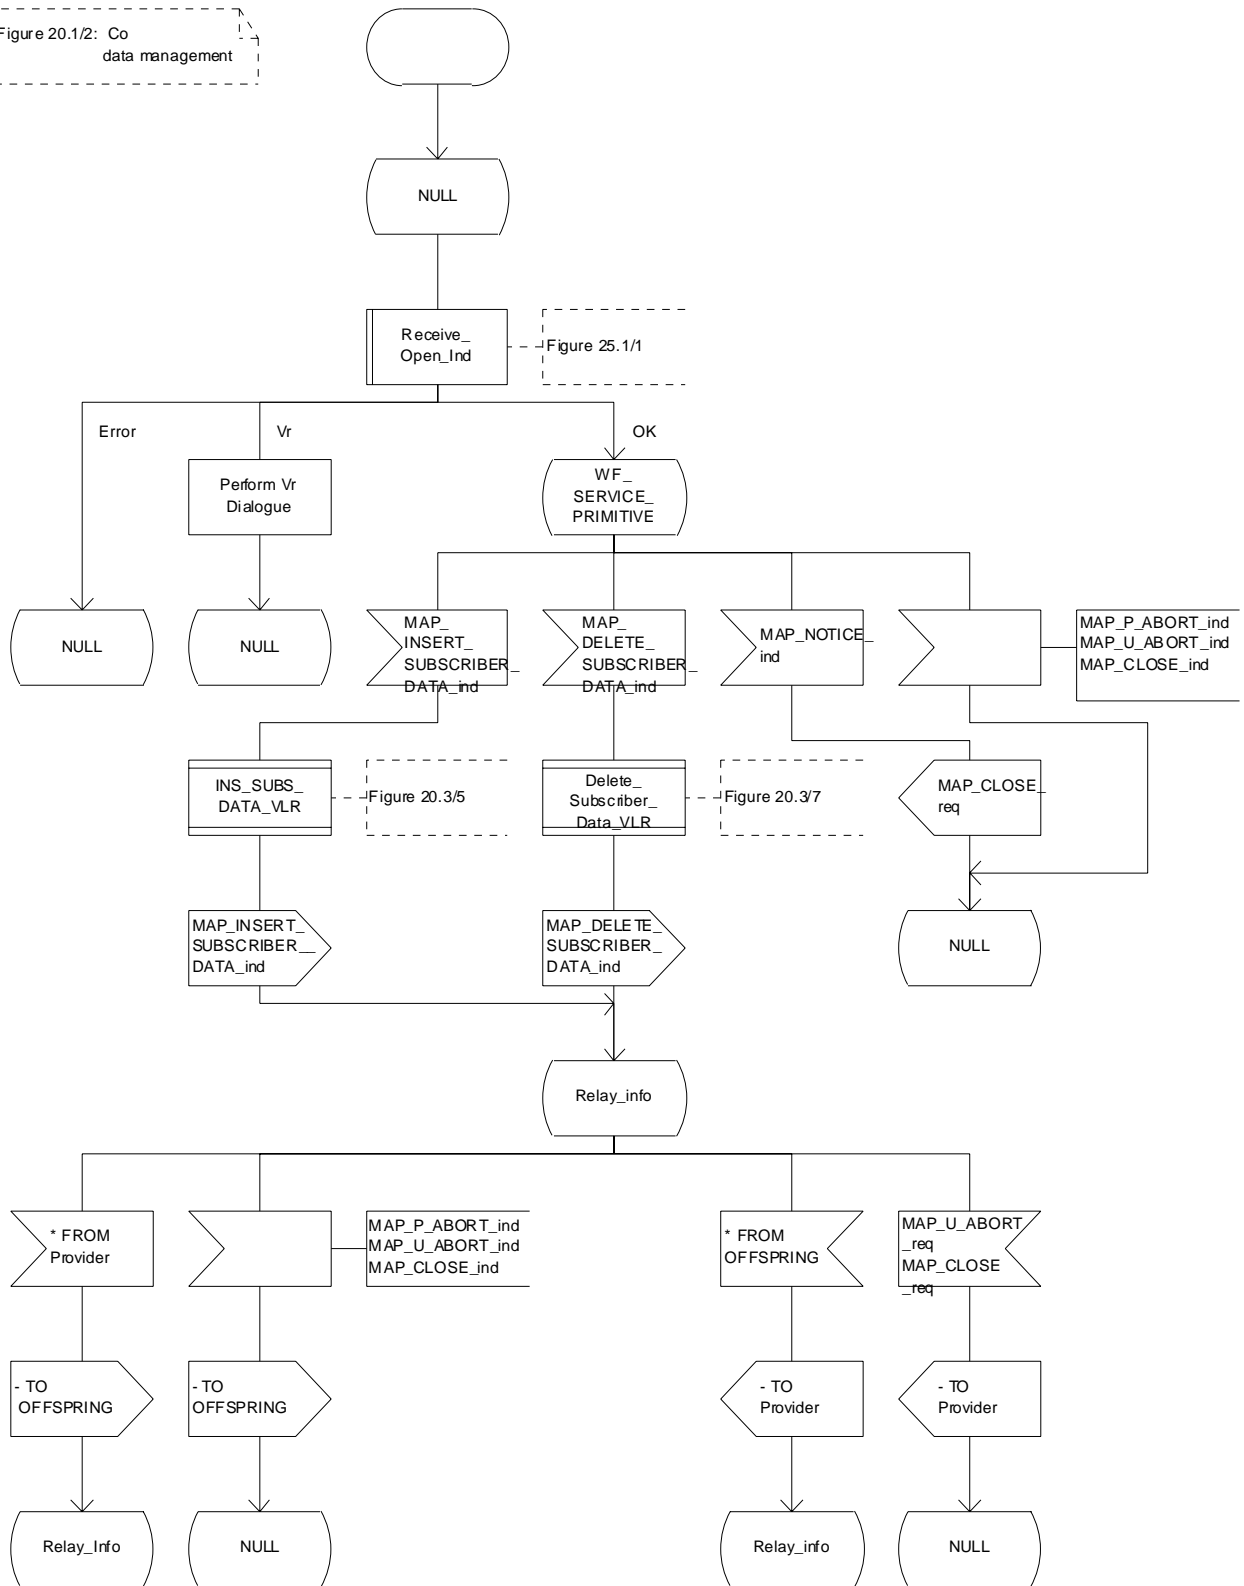 Figure 20.1/2: Co
data management
NULL
Receive_
Open_Ind
Figure 25.1/1
Error
Vr
OK
Perform Vr
Dialogue
WF_
SERVICE_
PRIMITIVE
NULL
NULL
MAP_
INSERT_
SUBSCRIBER_
DATA_ind
MAP_
DELETE_
SUBSCRIBER_
DATA_ind
MAP_NOTICE_
ind
MAP_P_ABORT_ind
MAP_U_ABORT_ind
MAP_CLOSE_ind
INS_SUBS_
DATA_VLR
Figure 20.3/5
Delete_
Subscriber_
Data_VLR
Figure 20.3/7
MAP_CLOSE_
req
MAP_INSERT_
SUBSCRIBER__
DATA_ind
MAP_DELETE_
SUBSCRIBER_
DATA_ind
NULL
Relay_info
* FROM
Provider
MAP_P_ABORT_ind
MAP_U_ABORT_ind
MAP_CLOSE_ind
* FROM
OFFSPRING
MAP_U_ABORT
_req
MAP_CLOSE
_req
- TO
OFFSPRING
- TO
OFFSPRING
- TO
Provider
- TO
Provider
Relay_Info
NULL
Relay_info
NULL